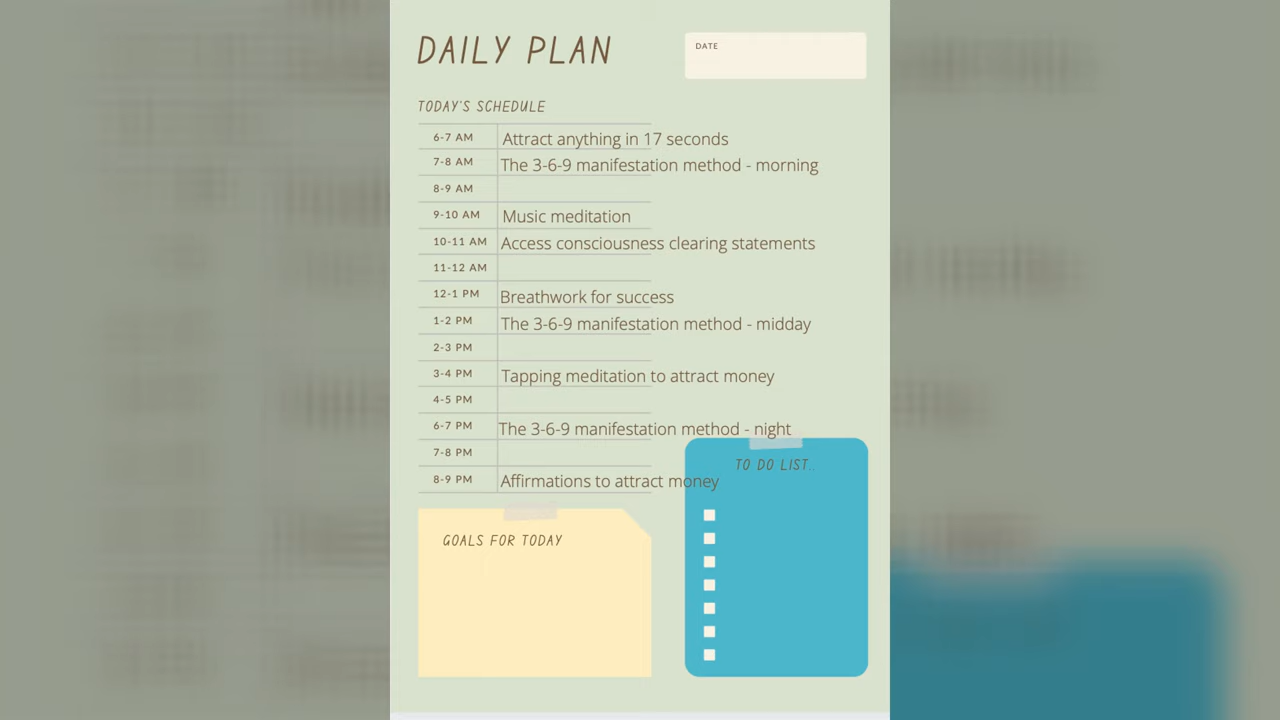 DAILY PLAN
DATE
TODAY'S SCHEDULE
6-7 AM Attract anything in 17 seconds
7-8 AM The 3-6-9 manifestation method - morning
8-9 AM
9-10 AM Music meditation
10-11 AM Access consciousness clearing statements
11-12 AM
12-1 PM Breathwork for success
1-2 PM The 3-6-9 manifestation method - midday
2-3 PM
3-4 PM Tapping meditation to attract money
4-5 PM
6-7 PM The 3-6-9 manifestation method - night
7-8 PM
8-9 PM Affirmations to attract money
TO DO LIST..
GOALS FOR TODAY